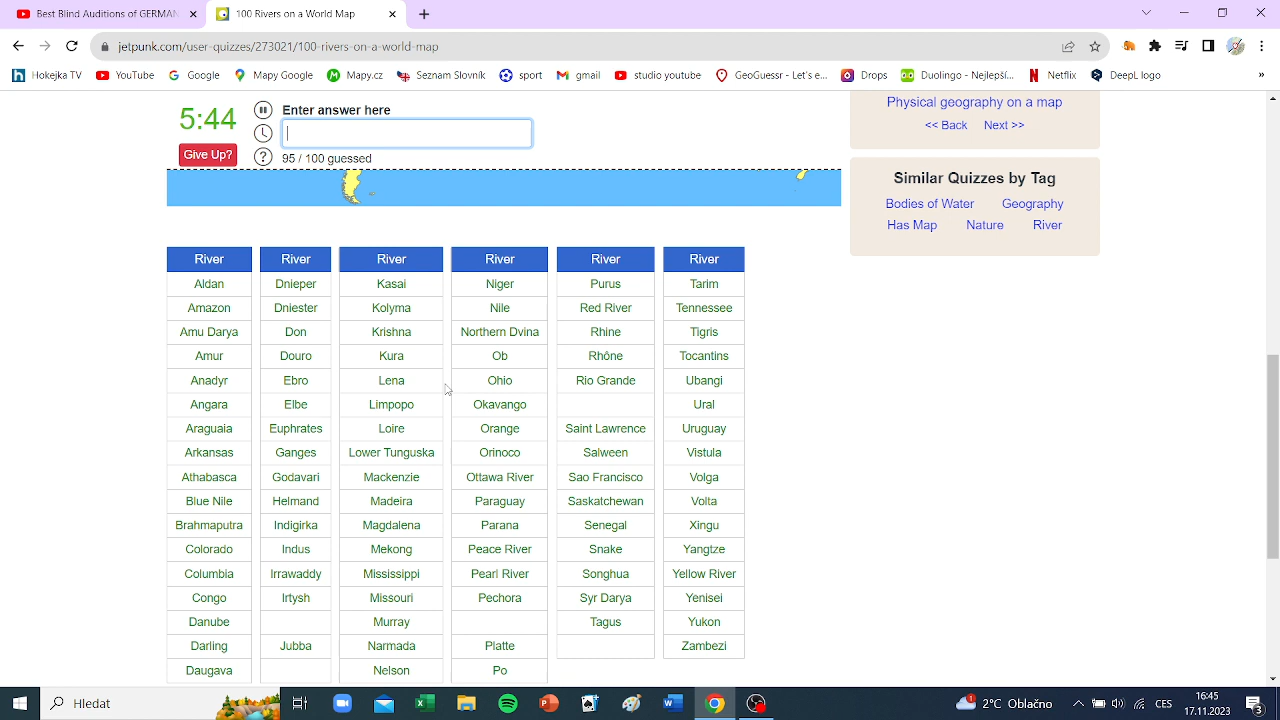 Best Bind Auditions of GERMAN
100 Rivers on a World Map
jetpunk.com/user-quizzes/273021/100-rivers-on-a-world-map
Hokejka TV YouTube Google Mapy Google Mapy.cz Seznam Slovník sport gmail studio youtube GeoGuessr - Let's e... Drops Duolingo - Nejlepší... Netflix DeepL logo »
5:44
Enter answer here
Give Up?
95 / 100 guessed
Physical geography on a map
<< Back Next >>
Similar Quizzes by Tag
Bodies of Water Geography
Has Map Nature River
River River River River River River
Aldan Dnieper Kasai Niger Purus Tarim
Amazon Dniester Kolyma Nile Red River Tennessee
Amu Darya Don Krishna Northern Dvina Rhine Tigris
Amur Douro Kura Ob Rhône Tocantins
Anadyr Ebro Lena Ohio Rio Grande Ubangi
Angara Elbe Limpopo Okavango Ural
Araguaia Euphrates Loire Orange Saint Lawrence Uruguay
Arkansas Ganges Lower Tunguska Orinoco Salween Vistula
Athabasca Godavari Mackenzie Ottawa River Sao Francisco Volga
Blue Nile Helmand Madeira Paraguay Saskatchewan Volta
Brahmaputra Indigirka Magdalena Parana Senegal Xingu
Colorado Indus Mekong Peace River Snake Yangtze
Columbia Irrawaddy Mississippi Pearl River Songhua Yellow River
Congo Irtysh Missouri Pechora Syr Darya Yenisei
Danube Murray Tagus Yukon
Darling Jubba Narmada Platte Zambezi
Daugava Nelson Po
Hledat
1
2°C Oblačno
CES
16:45
17.11.2023
3